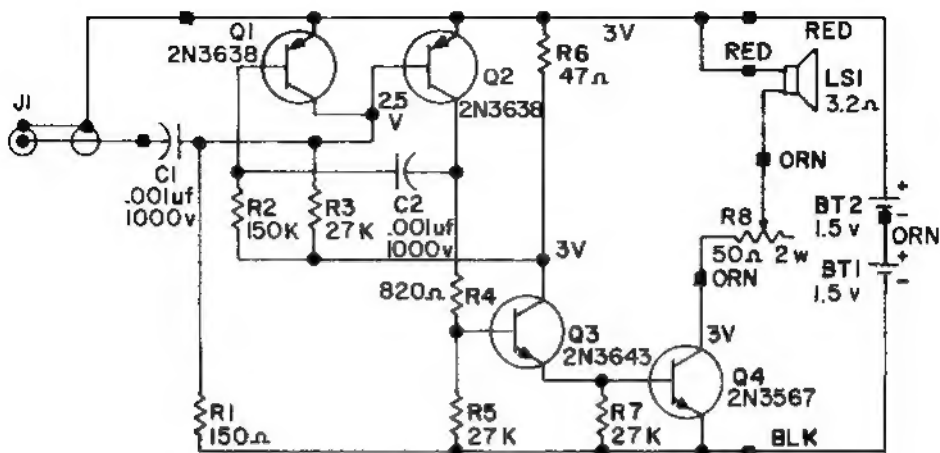 Q1
2N3638
3V
RED
RED
R6
47Ω
LS1
3.2Ω
J1
Q2
2N3638
2.5
V
C1
.001uf
1000v
ORN
R2
150K
R3
27K
C2
.001uf
1000v
R8
50Ω 2w
BT2
1.5v
+
-
ORN
3V
820Ω
R4
ORN
BT1
1.5v
+
-
Q3
2N3643
3V
Q4
2N3567
R1
150Ω
R5
27K
R7
27K
BLK